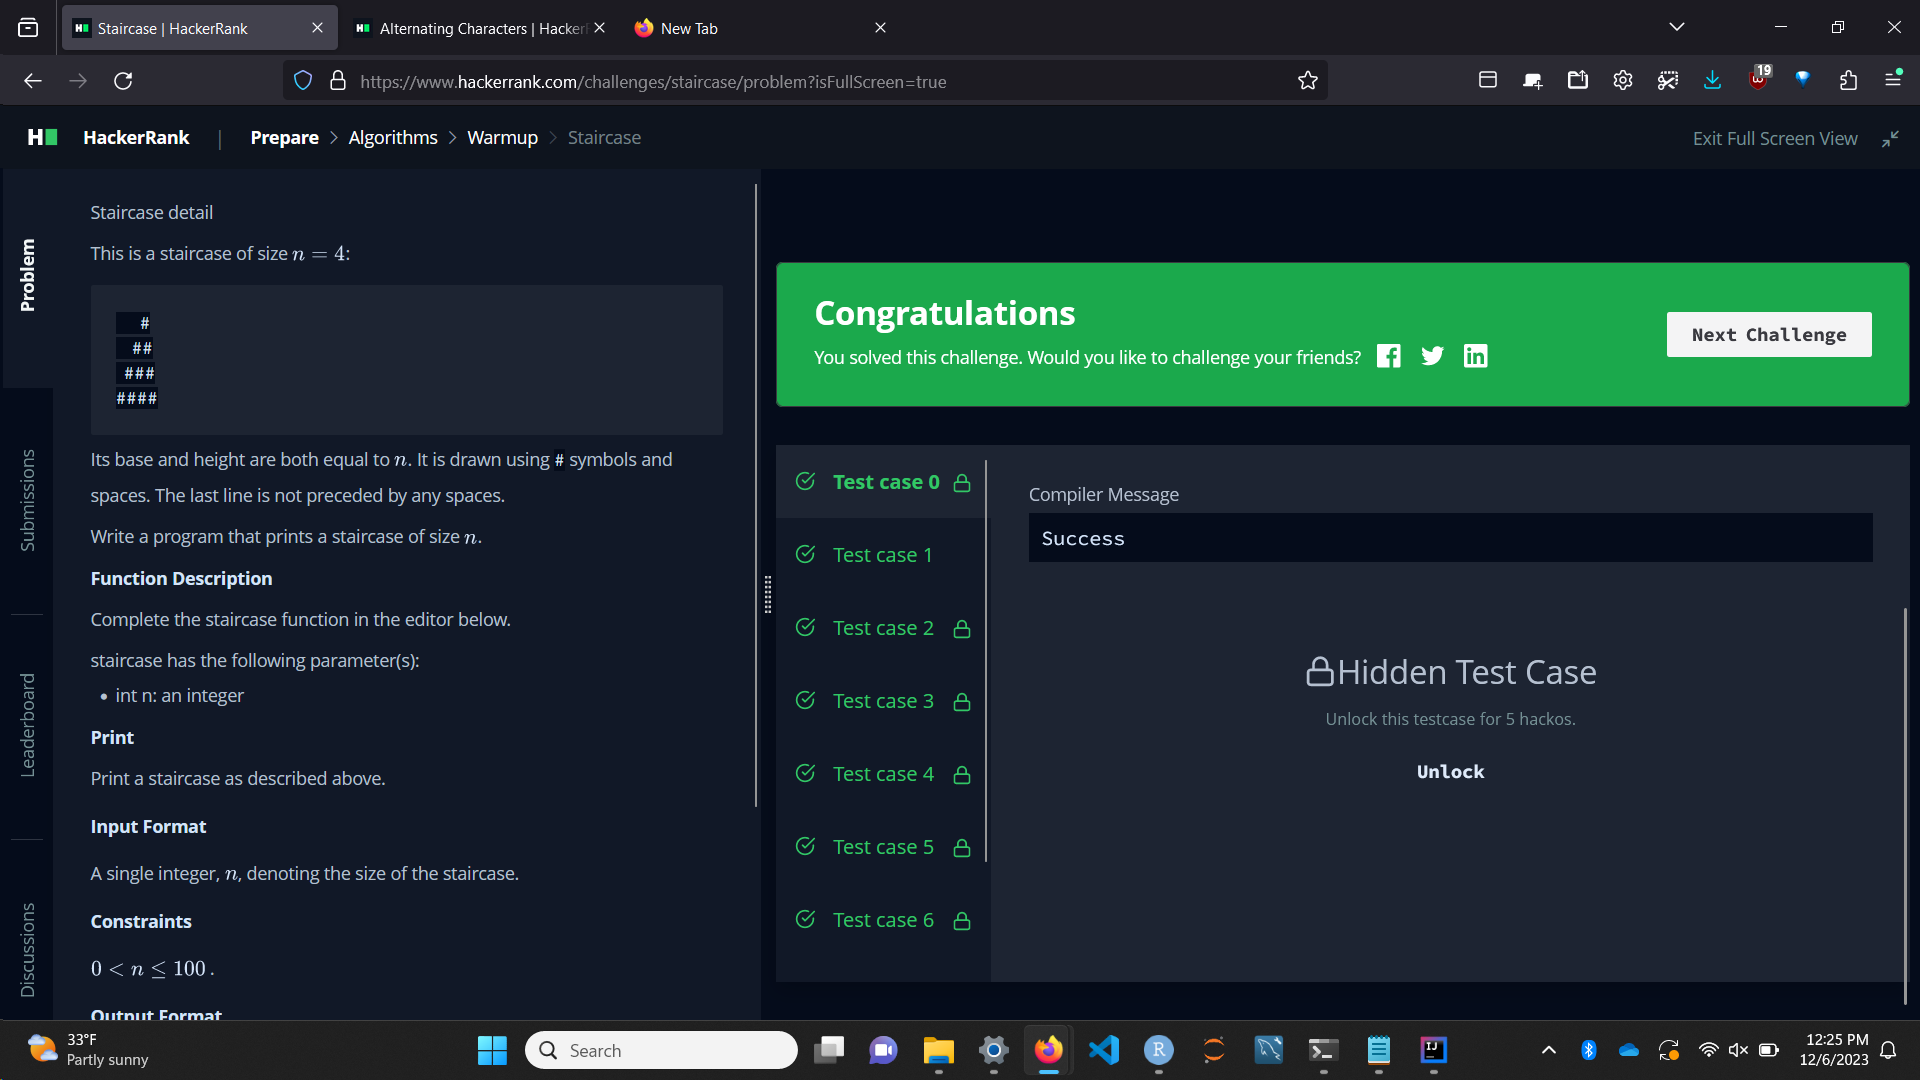 Staircase | HackerRank
Alternating Characters | HackerR
New Tab
https://www.hackerrank.com/challenges/staircase/problem?isFullScreen=true
19
HackerRank | Prepare > Algorithms > Warmup > Staircase
Exit Full Screen View
Problem
Submissions
Leaderboard
Discussions
Staircase detail
This is a staircase of size n = 4:
   #
  ##
 ###
####
Its base and height are both equal to n. It is drawn using # symbols and
spaces. The last line is not preceded by any spaces.
Write a program that prints a staircase of size n.
Function Description
Complete the staircase function in the editor below.
staircase has the following parameter(s):
• int n: an integer
Print
Print a staircase as described above.
Input Format
A single integer, n, denoting the size of the staircase.
Constraints
0 < n ≤ 100 .
Output Format
Congratulations
You solved this challenge. Would you like to challenge your friends?
Next Challenge
Test case 0
Test case 1
Test case 2
Test case 3
Test case 4
Test case 5
Test case 6
Compiler Message
Success
Hidden Test Case
Unlock this testcase for 5 hackos.
Unlock
33°F
Partly sunny
Search
12:25 PM
12/6/2023